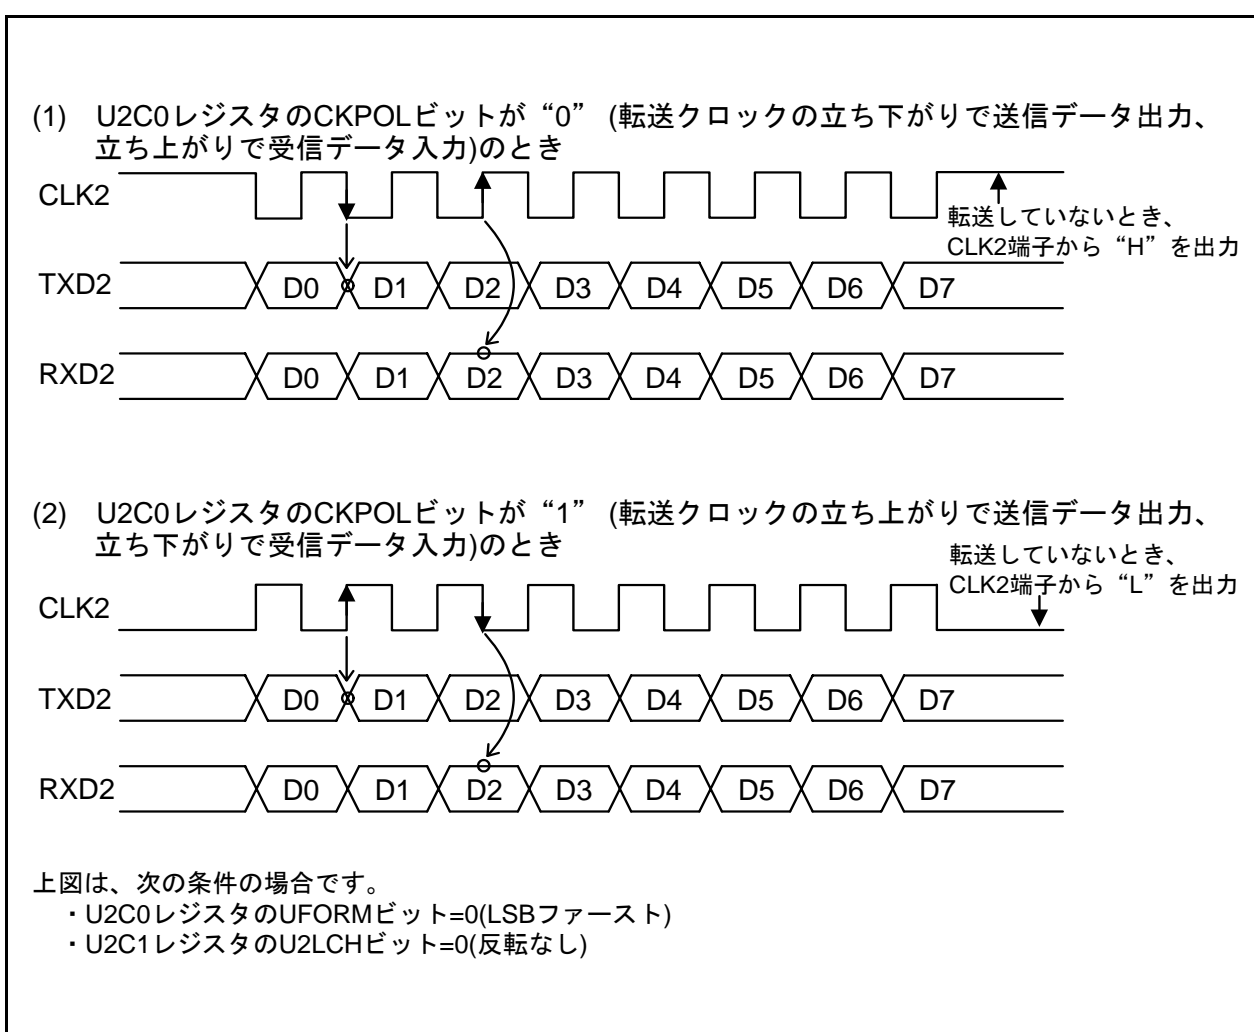 (1) U2C0レジスタのCKPOLビットが“0” (転送クロックの立ち下がりで送信データ出力、
立ち上がりで受信データ入力)のとき
CLK2
転送していないとき、
CLK2端子から“H”を出力
TXD2 D0 D1 D2 D3 D4 D5 D6 D7
RXD2 D0 D1 D2 D3 D4 D5 D6 D7
(2) U2C0レジスタのCKPOLビットが“1” (転送クロックの立ち上がりで送信データ出力、
立ち下がりで受信データ入力)のとき
転送していないとき、
CLK2端子から“L”を出力
CLK2
TXD2 D0 D1 D2 D3 D4 D5 D6 D7
RXD2 D0 D1 D2 D3 D4 D5 D6 D7
上図は、次の条件の場合です。
・U2C0レジスタのUFORMビット=0(LSBファースト)
・U2C1レジスタのU2LCHビット=0(反転なし)